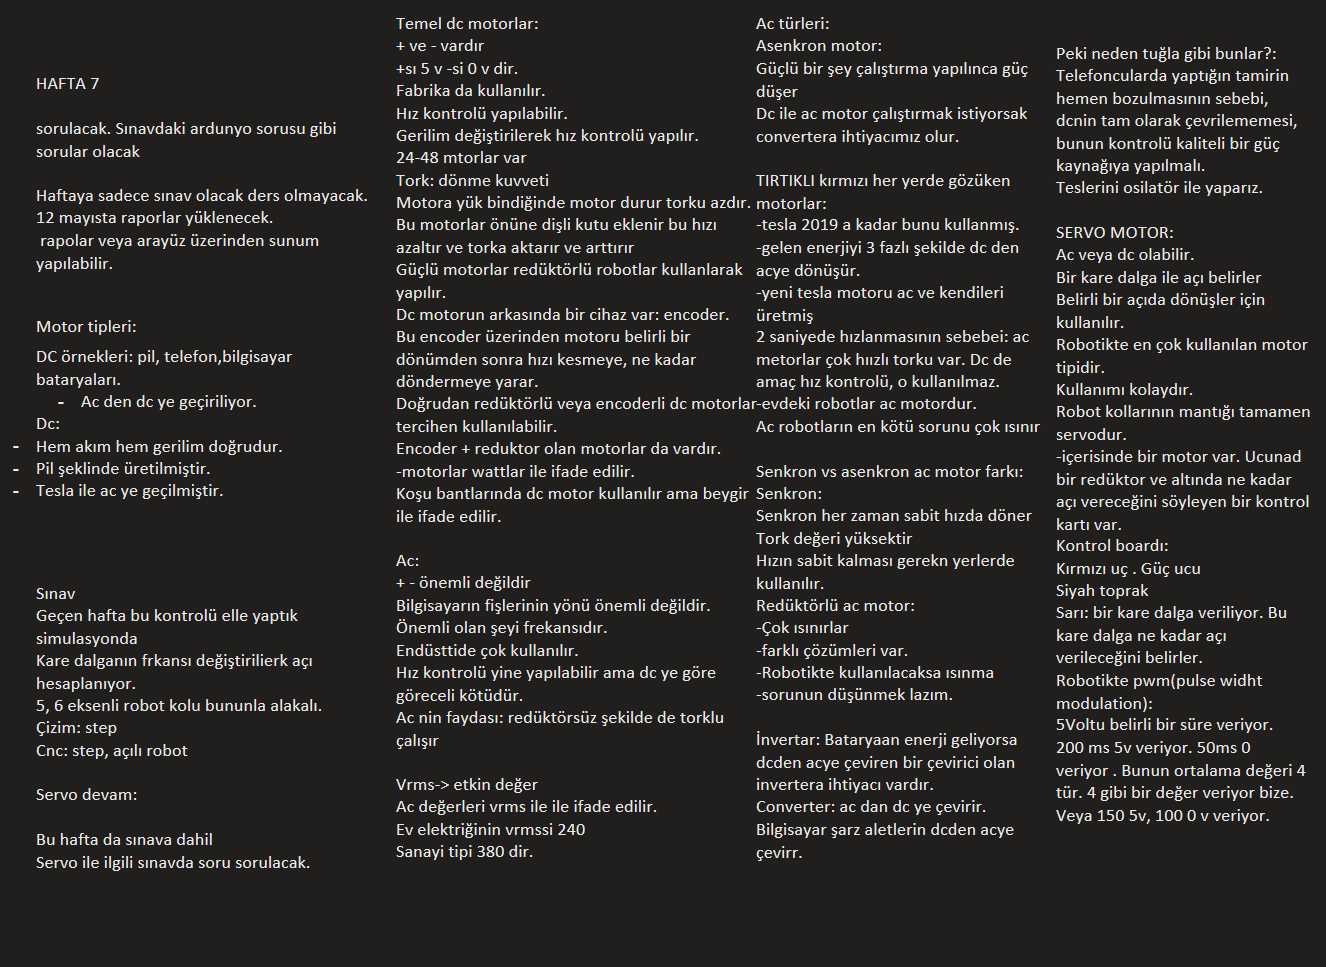 HAFTA 7
sorulacak. Sınavdaki ardunyo sorusu gibi
sorular olacak
Haftaya sadece sınav olacak ders olmayacak.
12 mayısta raporlar yüklenecek.
rapolar veya arayüz üzerinden sunum
yapılabilir.
Motor tipleri:
DC örnekleri: pil, telefon,bilgisayar
bataryaları.
- Ac den dc ye geçiriliyor.
Dc:
- Hem akım hem gerilim doğrudur.
- Pil şeklinde üretilmiştir.
- Tesla ile ac ye geçilmiştir.
Sınav
Geçen hafta bu kontrolü elle yaptık
simulasyonda
Kare dalganın frkansı değiştirilierk açı
hesaplanıyor.
5, 6 eksenli robot kolu bununla alakalı.
Çizim: step
Cnc: step, açılı robot
Servo devam:
Bu hafta da sınava dahil
Servo ile ilgili sınavda soru sorulacak.
Temel dc motorlar:
+ ve - vardır
+sı 5 v -si 0 v dir.
Fabrika da kullanılır.
Hız kontrolü yapılabilir.
Gerilim değiştirilerek hız kontrolü yapılır.
24-48 mtorlar var
Tork: dönme kuvveti
Motora yük bindiğinde motor durur torku azdır.
Bu motorlar önüne dişli kutu eklenir bu hızı
azaltır ve torka aktarır ve arttırır
Güçlü motorlar redüktörlü robotlar kullanlarak
yapılır.
Dc motorun arkasında bir cihaz var: encoder.
Bu encoder üzerinden motoru belirli bir
dönümden sonra hızı kesmeye, ne kadar
döndermeye yarar.
Doğrudan redüktörlü veya encoderli dc motorlar
tercihen kullanılabilir.
Encoder + reduktor olan motorlar da vardır.
-motorlar wattlar ile ifade edilir.
Koşu bantlarında dc motor kullanılır ama beygir
ile ifade edilir.
Ac:
+ - önemli değildir
Bilgisayarın fişlerinin yönü önemli değildir.
Önemli olan şeyi frekansıdır.
Endüsttide çok kullanılır.
Hız kontrolü yine yapılabilir ama dc ye göre
göreceli kötüdür.
Ac nin faydası: redüktörsüz şekilde de torklu
çalışır
Vrms-> etkin değer
Ac değerleri vrms ile ile ifade edilir.
Ev elektriğinin vrmssi 240
Sanayi tipi 380 dir.
Ac türleri:
Asenkron motor:
Güçlü bir şey çalıştırma yapılınca güç
düşer
Dc ile ac motor çalıştırmak istiyorsak
convertera ihtiyacımız olur.
TIRTIKLI kırmızı her yerde gözüken
motorlar:
-tesla 2019 a kadar bunu kullanmış.
-gelen enerjiyi 3 fazlı şekilde dc den
acye dönüşür.
-yeni tesla motoru ac ve kendileri
üretmiş
2 saniyede hızlanmasının sebebei: ac
metorlar çok hıızlı torku var. Dc de
amaç hız kontrolü, o kullanılmaz.
-evdeki robotlar ac motordur.
Ac robotların en kötü sorunu çok ısınır
Senkron vs asenkron ac motor farkı:
Senkron:
Senkron her zaman sabit hızda döner
Tork değeri yüksektir
Hızın sabit kalması gerekn yerlerde
kullanılır.
Redüktörlü ac motor:
-Çok ısınırlar
-farklı çözümleri var.
-Robotikte kullanılacaksa ısınma
-sorunun düşünmek lazım.
İnvertar: Bataryaan enerji geliyorsa
dcden acye çeviren bir çevirici olan
invertera ihtiyacı vardır.
Converter: ac dan dc ye çevirir.
Bilgisayar şarz aletlerin dcden acye
çevirr.
Peki neden tuğla gibi bunlar?:
Telefoncularda yaptığın tamirin
hemen bozulmasının sebebi,
dcnin tam olarak çevrilememesi,
bunun kontrolü kaliteli bir güç
kaynağıya yapılmalı.
Teslerini osilatör ile yaparız.
SERVO MOTOR:
Ac veya dc olabilir.
Bir kare dalga ile açı belirler
Belirli bir açıda dönüşler için
kullanılır.
Robotikte en çok kullanılan motor
tipidir.
Kullanımı kolaydır.
Robot kollarının mantığı tamamen
servodur.
-içerisinde bir motor var. Ucunad
bir redüktor ve altında ne kadar
açı vereceğini söyleyen bir kontrol
kartı var.
Kontrol boardı:
Kırmızı uç . Güç ucu
Siyah toprak
Sarı: bir kare dalga veriliyor. Bu
kare dalga ne kadar açı
verileceğini belirler.
Robotikte pwm(pulse widht
modulation):
5Voltu belirli bir süre veriyor.
200 ms 5v veriyor. 50ms 0
veriyor . Bunun ortalama değeri 4
tür. 4 gibi bir değer veriyor bize.
Veya 150 5v, 100 0 v veriyor.